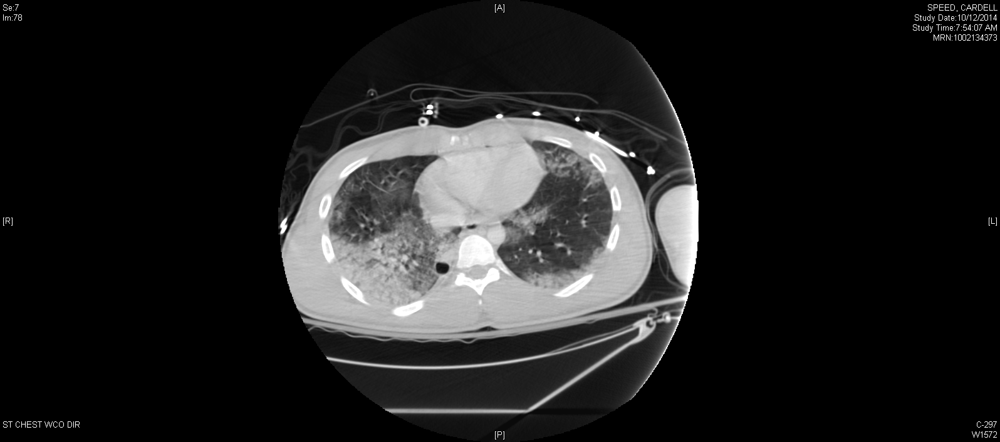 Se:7
Im:78
[A]
SPEED, CARDELL
Study Date:10/12/2014
Study Time:7:54:07 AM
MRN:1002134373
[R]
[L]
ST CHEST WCO DIR
[P]
C-297
W1572